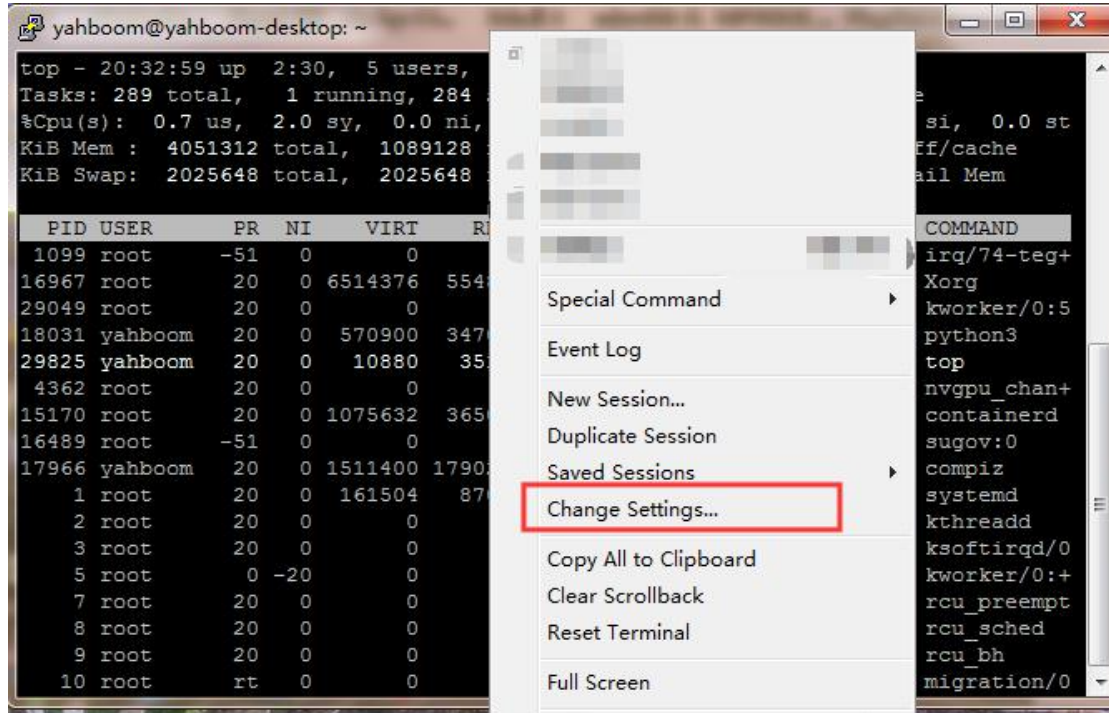 yahboom@yahboom-desktop: ~
top - 20:32:59 up 2:30, 5 users,
Tasks: 289 total, 1 running, 284
%Cpu(s): 0.7 us, 2.0 sy, 0.0 ni, si, 0.0 st
KiB Mem : 4051312 total, 1089128 ff/cache
KiB Swap: 2025648 total, 2025648 ail Mem
PID USER PR NI VIRT COMMAND
1099 root -51 0 0 irq/74-teg+
16967 root 20 0 6514376 554 Xorg
29049 root 20 0 0 kworker/0:5
18031 yahboom 20 0 570900 347 python3
29825 yahboom 20 0 10880 35 top
4362 root 20 0 0 nvgpu_chan+
15170 root 20 0 1075632 365 containerd
16489 root -51 0 0 sugov:0
17966 yahboom 20 0 1511400 1790 compiz
1 root 20 0 161504 87 systemd
2 root 20 0 0 kthreadd
3 root 20 0 0 ksoftirqd/0
5 root 0 -20 0 kworker/0:+
7 root 20 0 0 rcu_preempt
8 root 20 0 0 rcu_sched
9 root 20 0 0 rcu_bh
10 root rt 0 0 migration/0
Special Command
Event Log
New Session...
Duplicate Session
Saved Sessions
Change Settings...
Copy All to Clipboard
Clear Scrollback
Reset Terminal
Full Screen